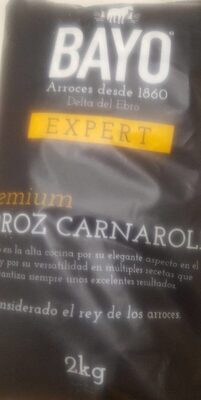 BAYO
Arroces desde 1860
Delta del Ebro
EXPERT
emium
ROZ CARNAROL
en la alta cocina por su elegante aspecto en el
y por su versatilidad en múltiples recetas que
rantiza siempre unos excelentes resultados.
onsiderado el rey de los arroces.
2kg